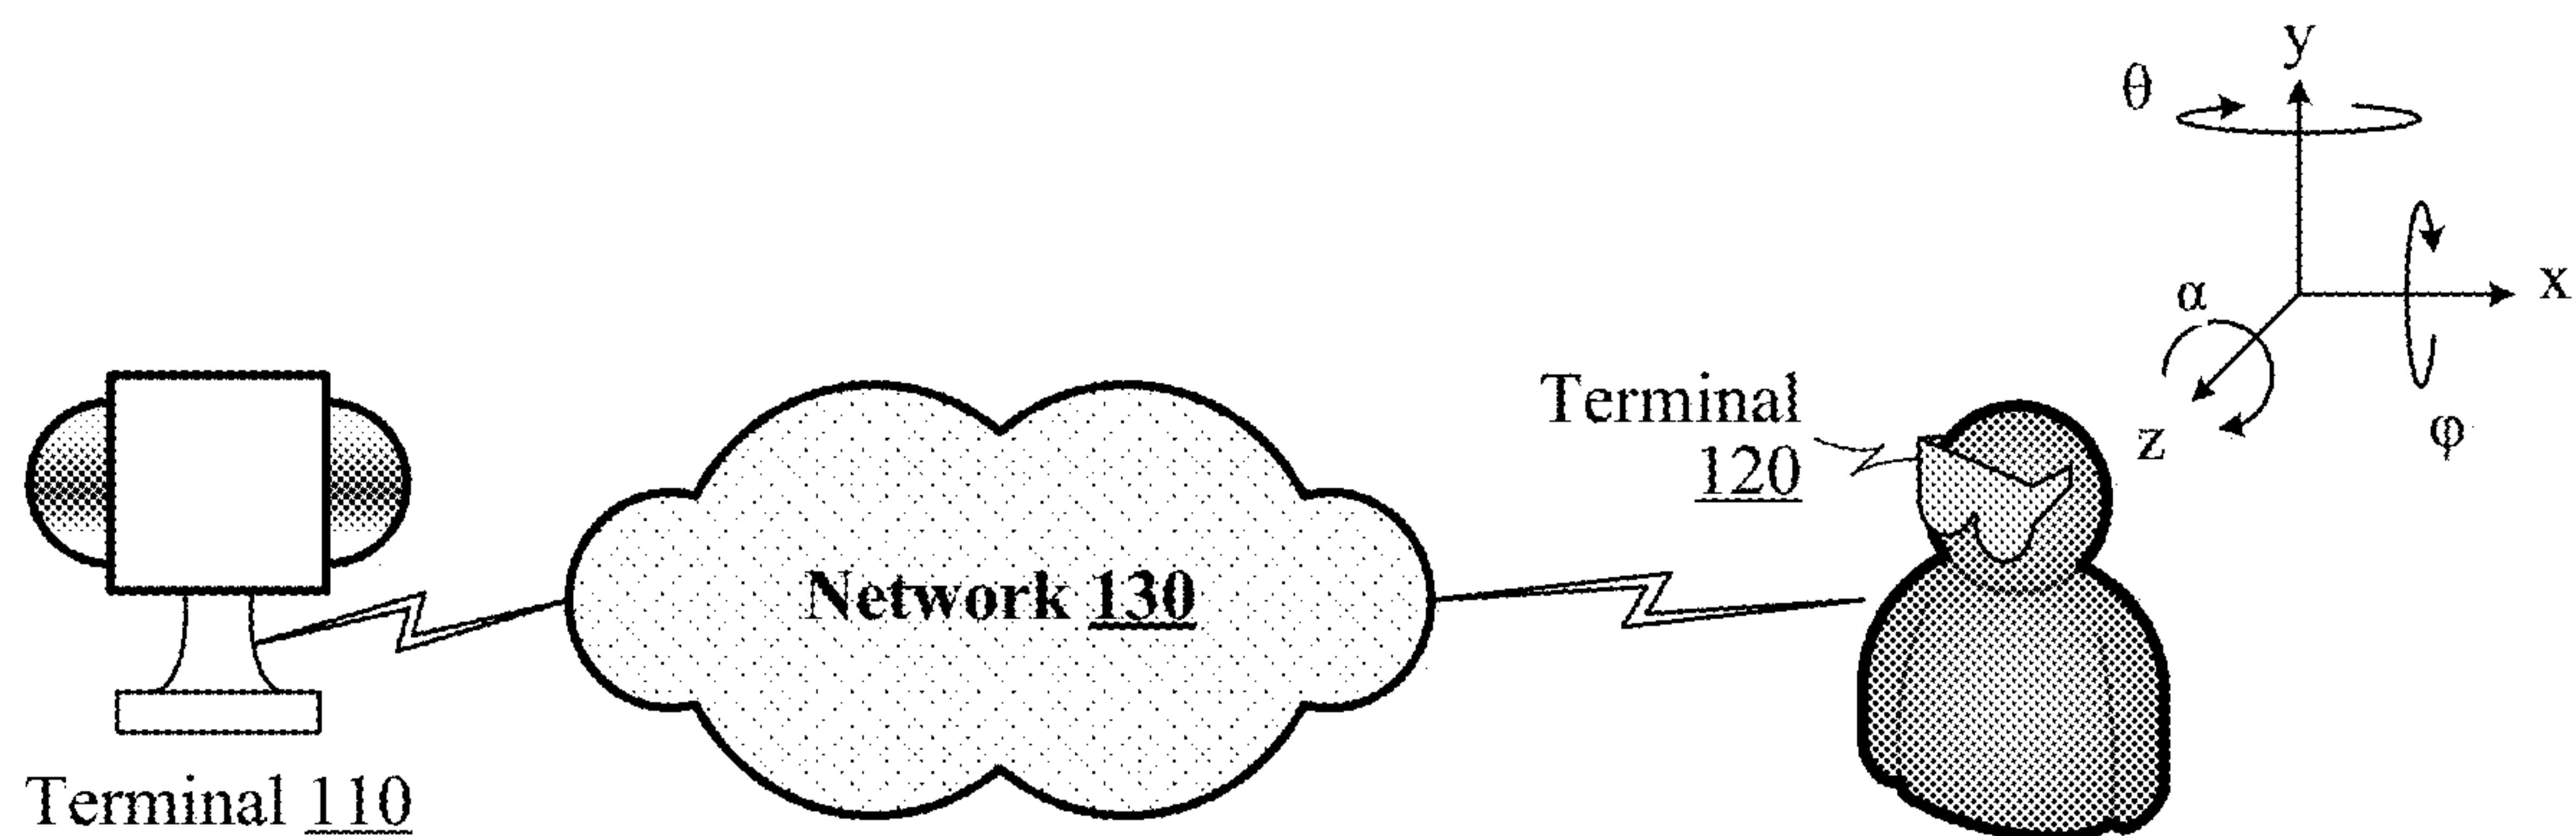 y
θ
x
α
z
φ
Terminal
120
Network 130
Terminal 110